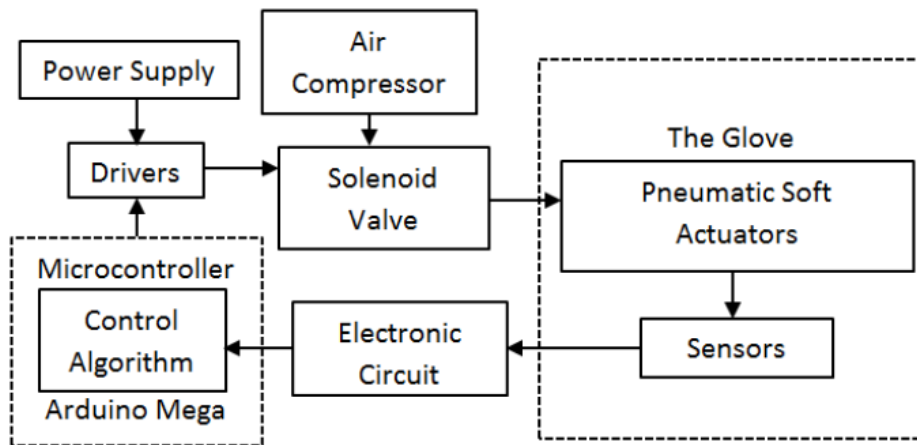 Power Supply
Air
Compressor
Drivers
Solenoid
Valve
The Glove
Pneumatic Soft
Actuators
Microcontroller
Control
Algorithm
Arduino Mega
Electronic
Circuit
Sensors